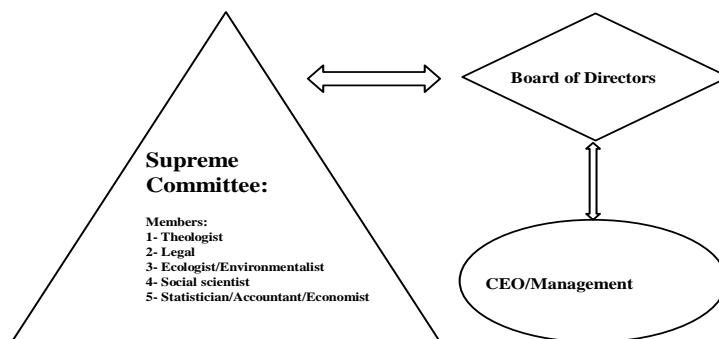 Supreme
Committee:
Members:
1- Theologist
2- Legal
3- Ecologist/Environmentalist
4- Social scientist
5- Statistician/Accountant/Economist
Board of Directors
CEO/Management